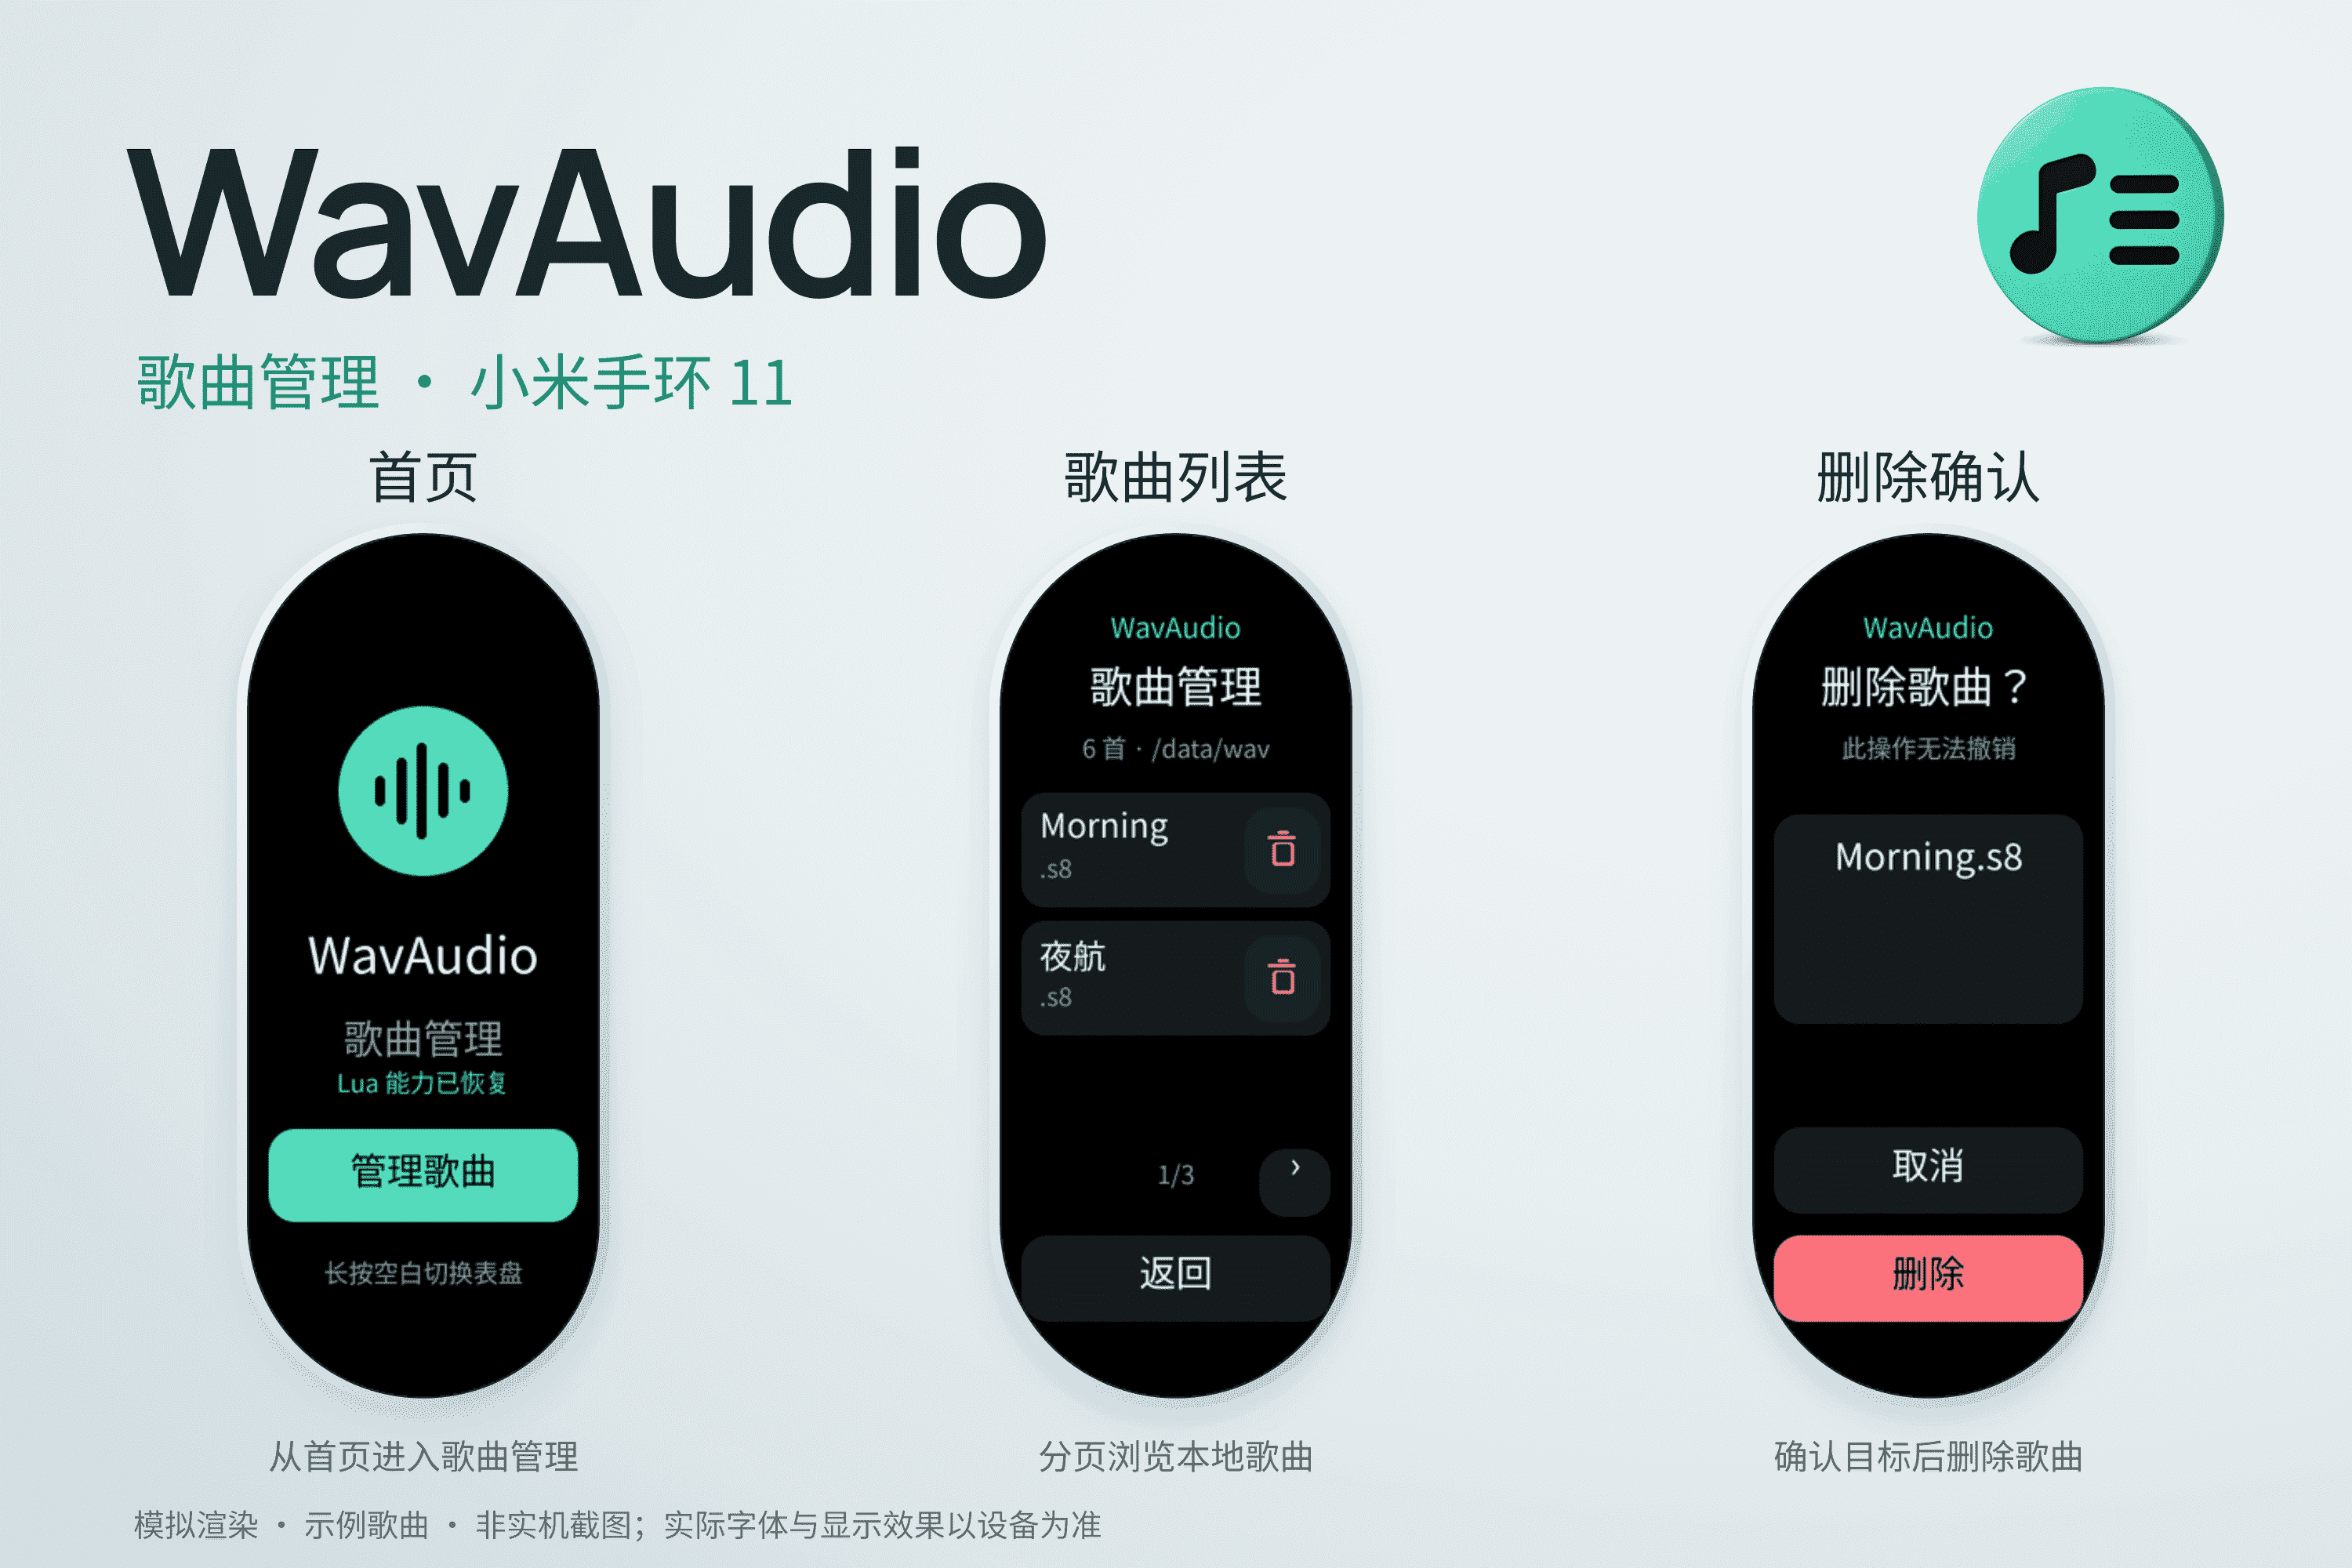 WavAudio
歌曲管理 · 小米手环 11
首页
WavAudio
歌曲管理
Lua 能力已恢复
管理歌曲
长按空白切换表盘
从首页进入歌曲管理
歌曲列表
WavAudio
歌曲管理
6 首 · /data/wav
Morning
.s8
夜航
.s8
1/3
返回
分页浏览本地歌曲
删除确认
WavAudio
删除歌曲？
此操作无法撤销
Morning.s8
取消
删除
确认目标后删除歌曲
模拟渲染 · 示例歌曲 · 非实机截图；实际字体与显示效果以设备为准